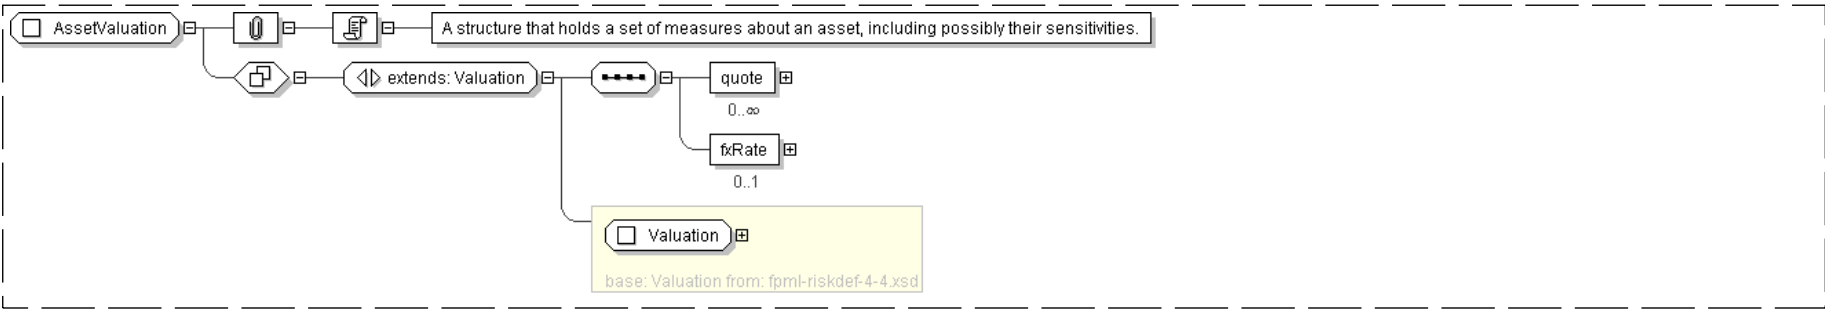 AssetValuation
A structure that holds a set of measures about an asset, including possibly their sensitivities.
extends: Valuation
quote
0..∞
fxRate
0..1
Valuation
base: Valuation from: fpml-riskdef-4-4.xsd